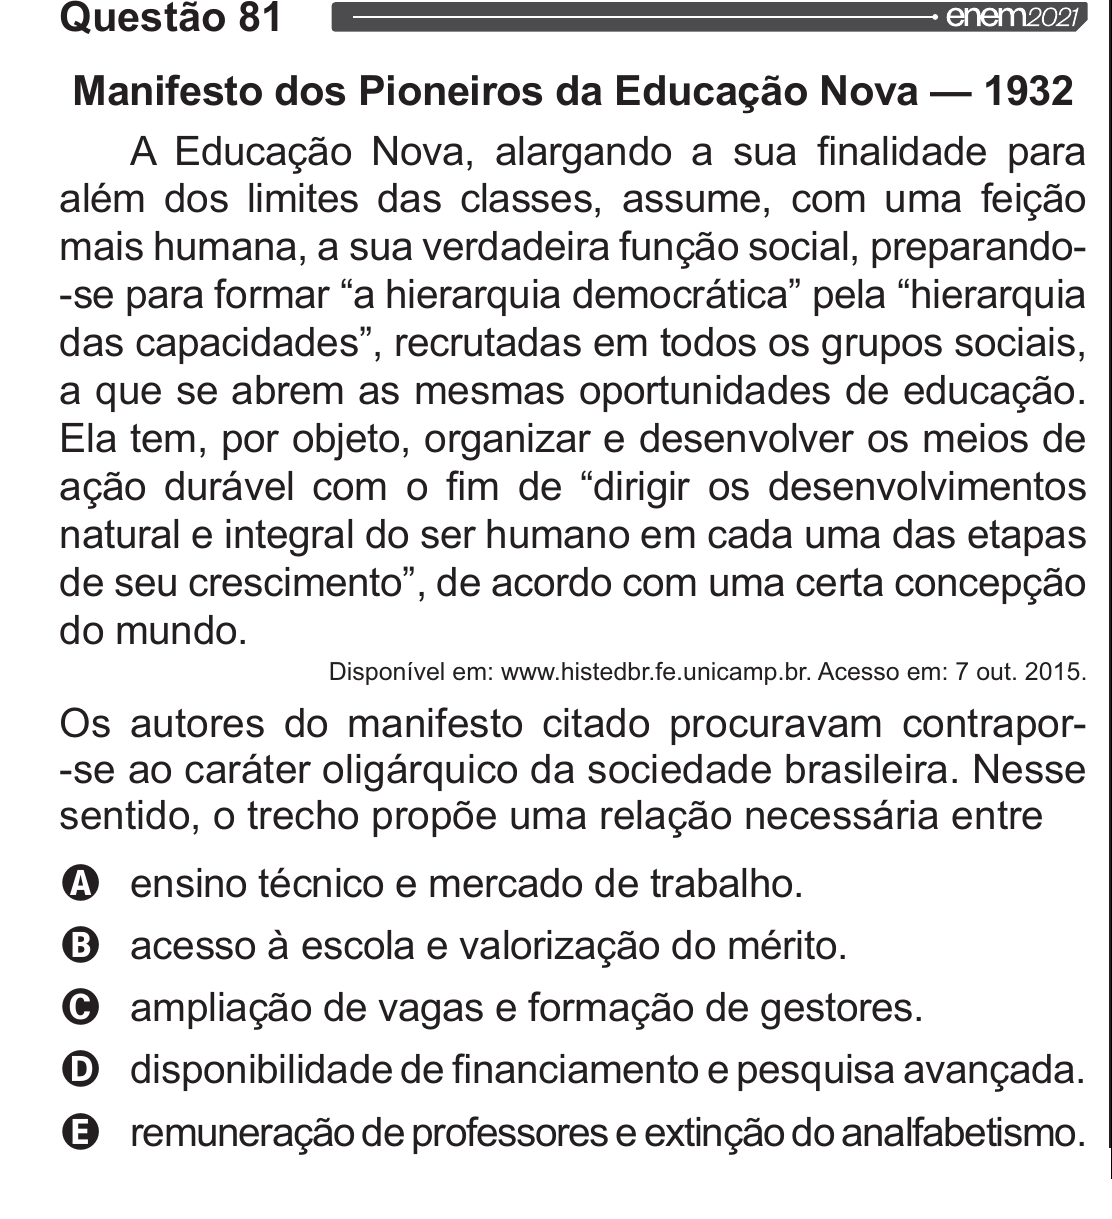 Questão 81
enem2021
Manifesto dos Pioneiros da Educação Nova — 1932
A Educação Nova, alargando a sua finalidade para
além dos limites das classes, assume, com uma feição
mais humana, a sua verdadeira função social, preparando-
-se para formar “a hierarquia democrática” pela “hierarquia
das capacidades”, recrutadas em todos os grupos sociais,
a que se abrem as mesmas oportunidades de educação.
Ela tem, por objeto, organizar e desenvolver os meios de
ação durável com o fim de “dirigir os desenvolvimentos
natural e integral do ser humano em cada uma das etapas
de seu crescimento”, de acordo com uma certa concepção
do mundo.
Disponível em: www.histedbr.fe.unicamp.br. Acesso em: 7 out. 2015.
Os autores do manifesto citado procuravam contrapor-
-se ao caráter oligárquico da sociedade brasileira. Nesse
sentido, o trecho propõe uma relação necessária entre
A ensino técnico e mercado de trabalho.
B acesso à escola e valorização do mérito.
C ampliação de vagas e formação de gestores.
D disponibilidade de financiamento e pesquisa avançada.
E remuneração de professores e extinção do analfabetismo.